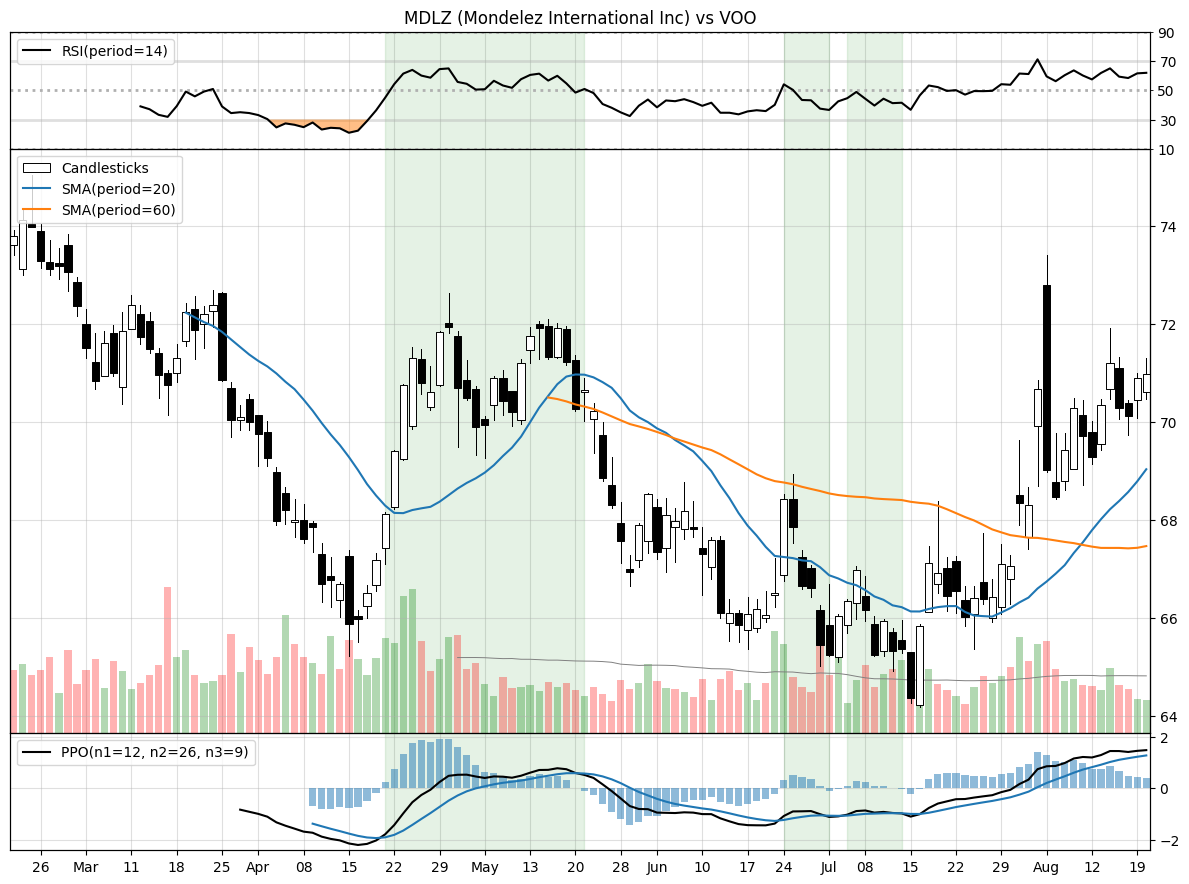 MDLZ (Mondelez International Inc) vs VOO
RSI(period=14)
90
70
50
30
10
Candlesticks
SMA(period=20)
SMA(period=60)
74
72
70
68
66
64
PPO(n1=12, n2=26, n3=9)
2
0
−2
26 Mar 11 18 25 Apr 08 15 22 29 May 13 20 28 Jun 10 17 24 Jul 08 15 22 29 Aug 12 19